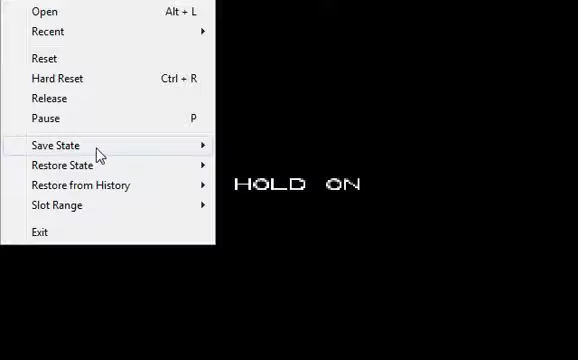 Open Alt + L
Recent
Reset
Hard Reset Ctrl + R
Release
Pause P
Save State
Restore State
Restore from History
Slot Range
Exit
HOLD ON